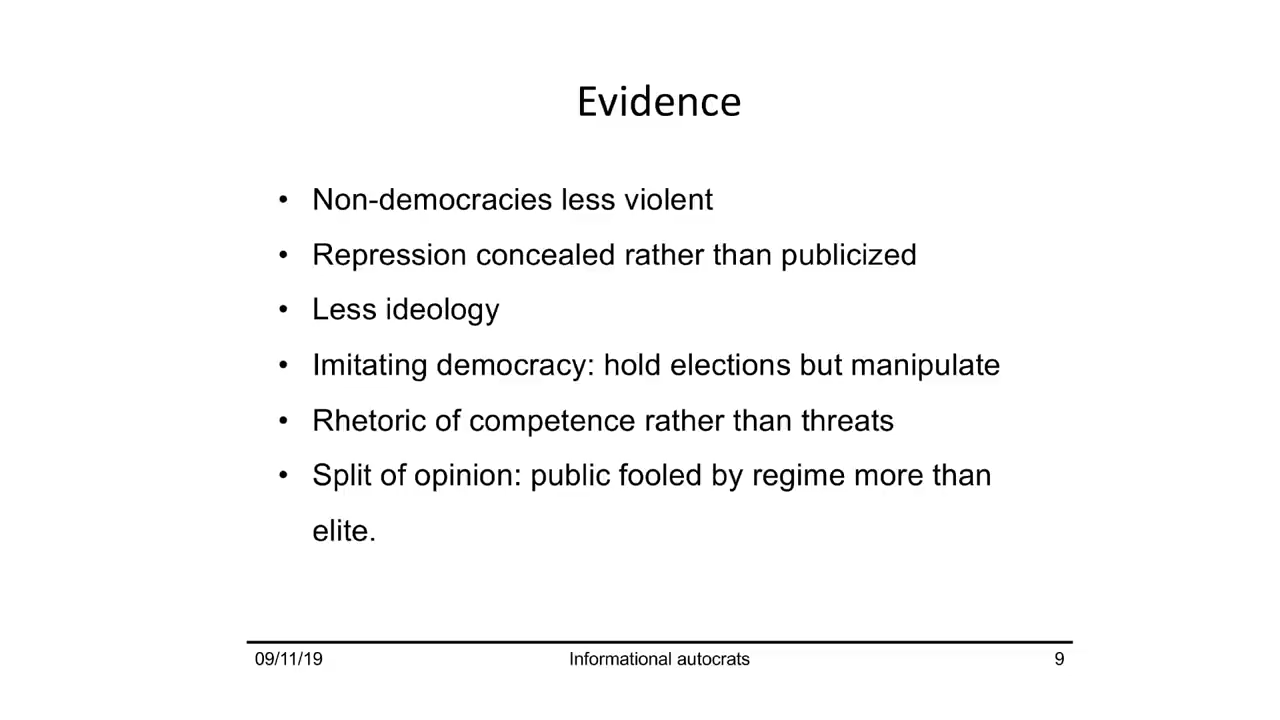 Evidence
• Non-democracies less violent
• Repression concealed rather than publicized
• Less ideology
• Imitating democracy: hold elections but manipulate
• Rhetoric of competence rather than threats
• Split of opinion: public fooled by regime more than
elite.
09/11/19 Informational autocrats 9